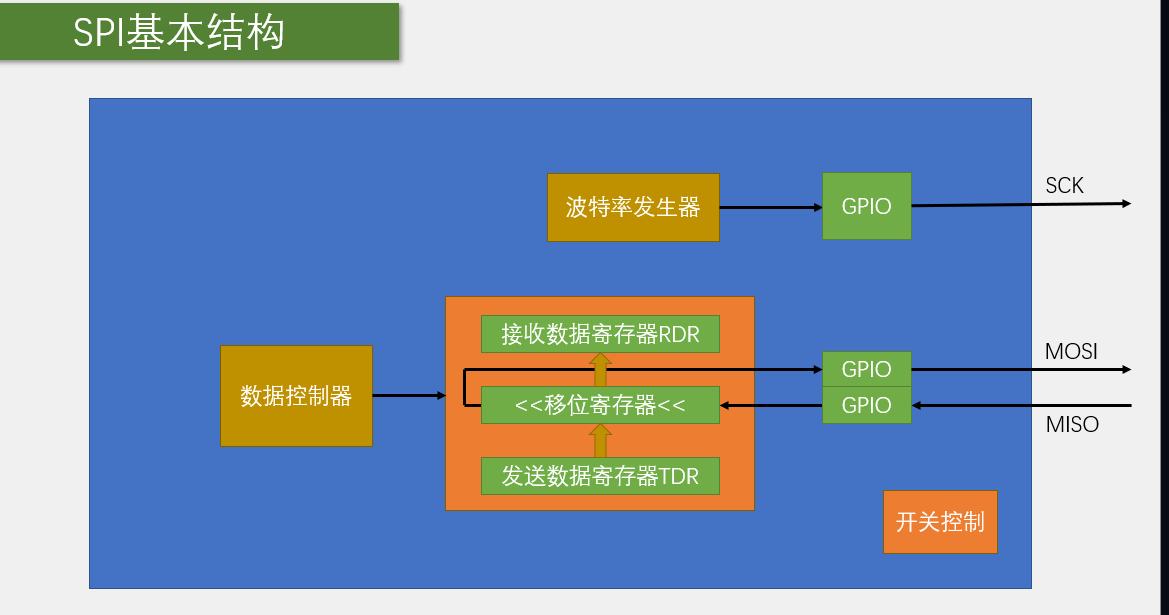 SPI基本结构
波特率发生器
GPIO
SCK
接收数据寄存器RDR
数据控制器
<<移位寄存器<<
发送数据寄存器TDR
GPIO
GPIO
MOSI
MISO
开关控制